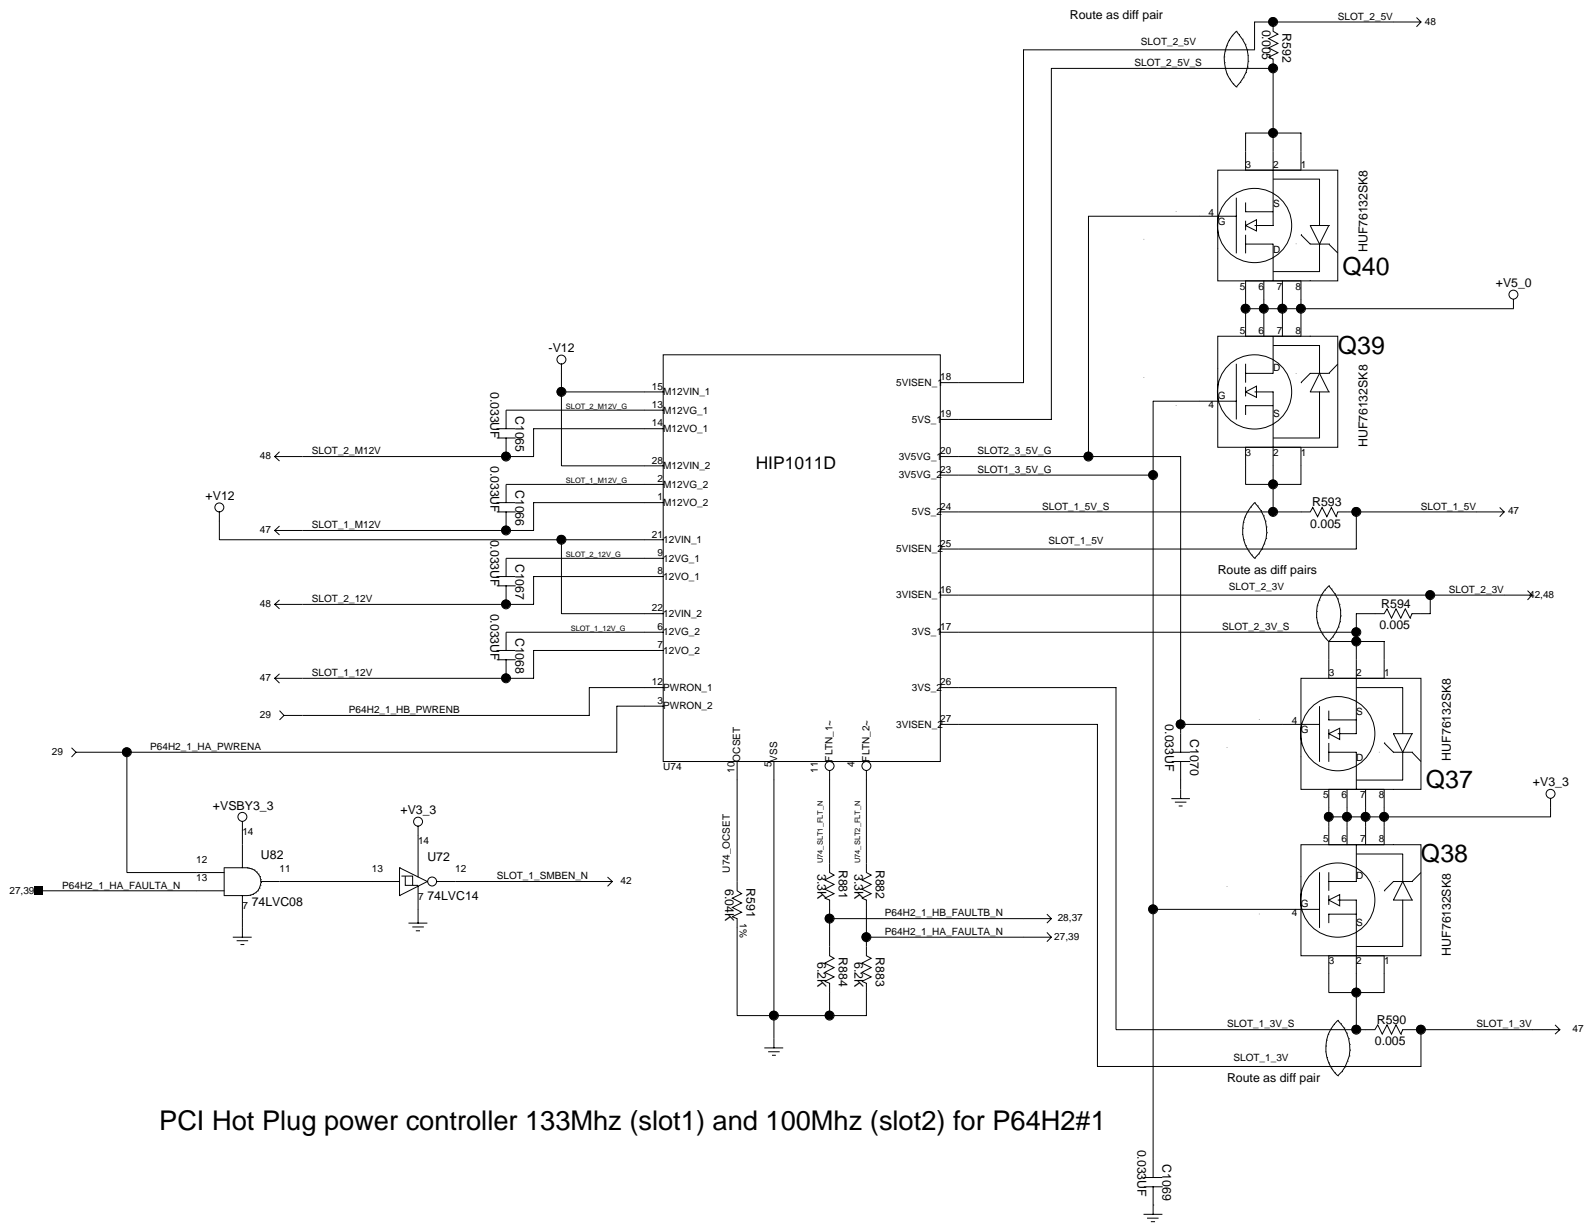 Route as diff pair
SLOT_2_5V
48
SLOT_2_5V
SLOT_2_5V_S
R592
0.005
3 2 1
4
G
S
D
HUF76132SK8
Q40
5 6 7 8
+V5_0
5 6 7 8
Q39
D
G
4
S
HUF76132SK8
3 2 1
-V12
+V12
HIP1011D
U74
15 M12VIN_1
13 M12VG_1
14 M12VO_1
28 M12VIN_2
2 M12VG_2
1 M12VO_2
21 12VIN_1
9 12VG_1
8 12VO_1
22 12VIN_2
6 12VG_2
7 12VO_2
12 PWRON_1
3 PWRON_2
5VISEN_1 18
5VS_1 19
3V5VG_1 20
3V5VG_2 23
5VS_2 24
5VISEN_2 25
3VISEN_1 16
3VS_1 17
3VS_2 26
3VISEN_2 27
10 OCSET
5 VSS
11 FLTN_1~
4 FLTN_2~
SLOT_2_M12V_G
0.033UF
C1065
48
SLOT_2_M12V
SLOT_1_M12V_G
0.033UF
C1066
47
SLOT_1_M12V
SLOT_2_12V_G
0.033UF
C1067
48
SLOT_2_12V
SLOT_1_12V_G
0.033UF
C1068
47
SLOT_1_12V
29
P64H2_1_HB_PWRENB
29
P64H2_1_HA_PWRENA
SLOT2_3_5V_G
SLOT1_3_5V_G
SLOT_1_5V_S
R593
0.005
SLOT_1_5V
47
SLOT_1_5V
Route as diff pairs
SLOT_2_3V
SLOT_2_3V
42,48
R594
0.005
SLOT_2_3V_S
3 2 1
4
G
S
D
HUF76132SK8
Q37
5 6 7 8
+V3_3
5 6 7 8
Q38
D
G
4
S
HUF76132SK8
3 2 1
C1070
0.033UF
+VSBY3_3
14
U82
12
13
11
7
74LVC08
27,39
P64H2_1_HA_FAULTA_N
+V3_3
14
U72
13
12
7
74LVC14
SLOT_1_SMBEN_N
42
U74_OCSET
R591
6.04K
1%
U74_SLT1_FLT_N
U74_SLT2_FLT_N
R881
3.3K
R882
3.3K
P64H2_1_HB_FAULTB_N
28,37
P64H2_1_HA_FAULTA_N
27,39
R884
6.2K
R883
6.2K
SLOT_1_3V_S
R590
0.005
SLOT_1_3V
47
SLOT_1_3V
Route as diff pair
PCI Hot Plug power controller 133Mhz (slot1) and 100Mhz (slot2) for P64H2#1
C1069
0.033UF